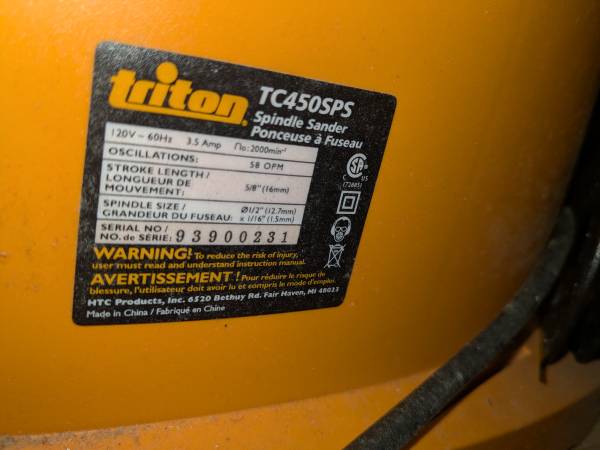 triton
TC450SPS
Spindle Sander
Ponceuse à Fuseau
120V ~ 60Hz 3.5 Amp no:2000min⁻¹
OSCILLATIONS: 58 OPM
STROKE LENGTH /
LONGUEUR DE
MOUVEMENT: 5/8" (16mm)
SPINDLE SIZE /
GRANDEUR DU FUSEAU: Ø1/2" (12.7mm)
x 1/16" (1.5mm)
SERIAL NO /
NO. de SÉRIE: 93900231
C US
WARNING! To reduce the risk of injury,
user must read and understand instruction manual.
AVERTISSEMENT! Pour réduire le risque de
blessure, l'utilisateur doit avoir lu et compris le mode d'emploi.
HTC Products, Inc. 6520 Bethuy Rd. Fair Haven, MI 48023
Made in China / Fabriqué en Chine